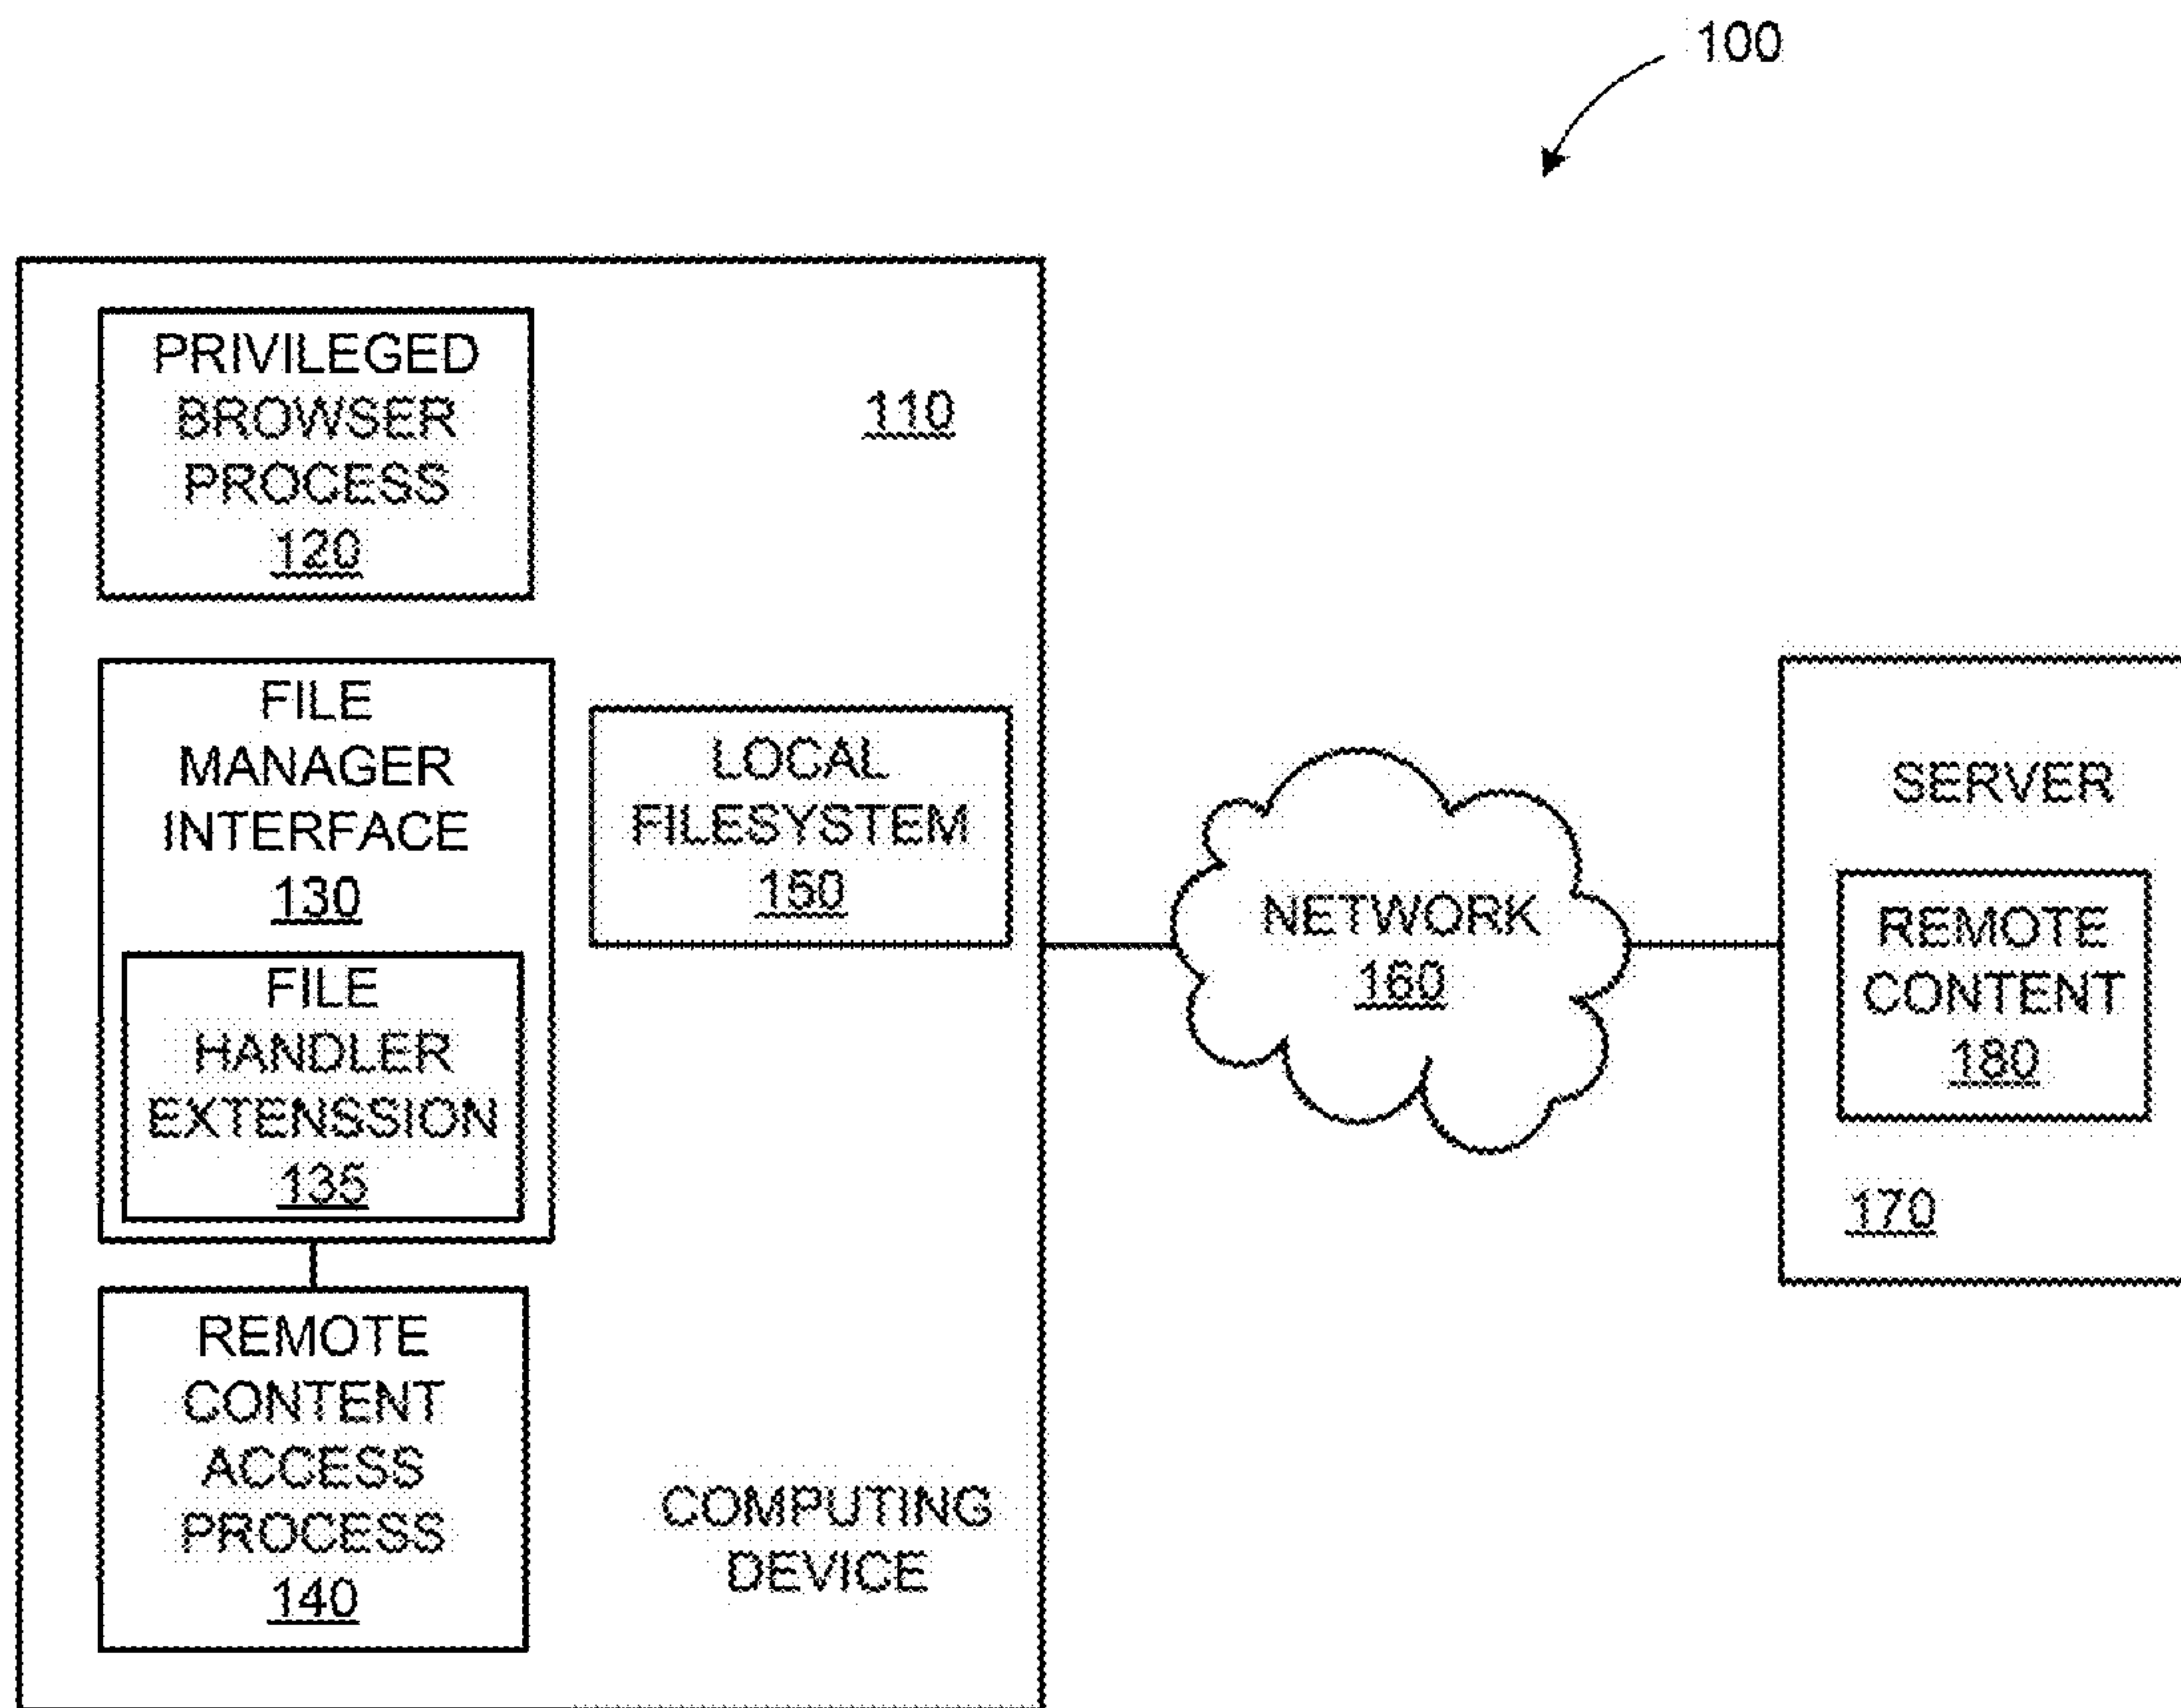 100
PRIVILEGED
BROWSER
PROCESS
120
110
FILE
MANAGER
INTERFACE
130
FILE
HANDLER
EXTENSSION
135
LOCAL
FILESYSTEM
150
REMOTE
CONTENT
ACCESS
PROCESS
140
COMPUTING
DEVICE
NETWORK
160
SERVER
REMOTE
CONTENT
180
170